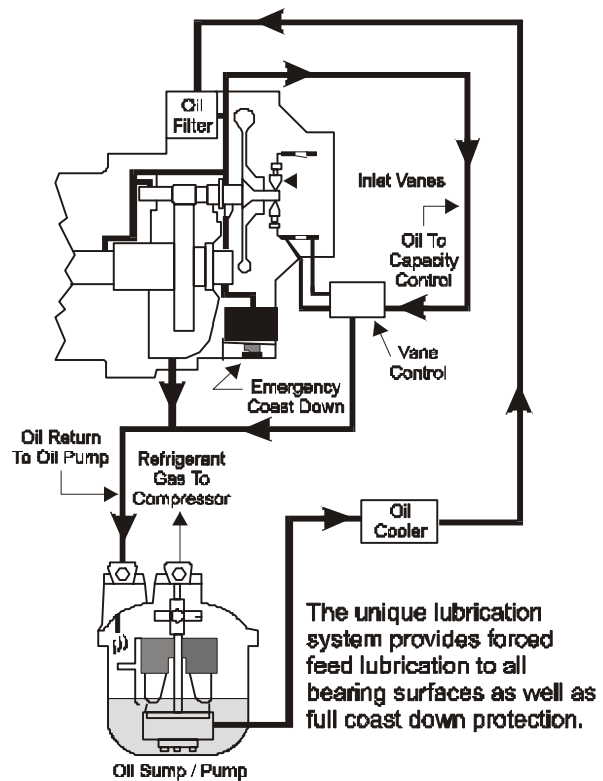 Oil
Filter
Inlet Vanes
Oil To
Capacity
Control
Vane
Control
Emergency
Coast Down
Oil Return
To Oil Pump
Refrigerant
Gas To
Compressor
Oil
Cooler
The unique lubrication
system provides forced
feed lubrication to all
bearing surfaces as well as
full coast down protection.
Oil Sump / Pump